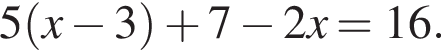 5(x − 3) + 7 − 2x = 16.